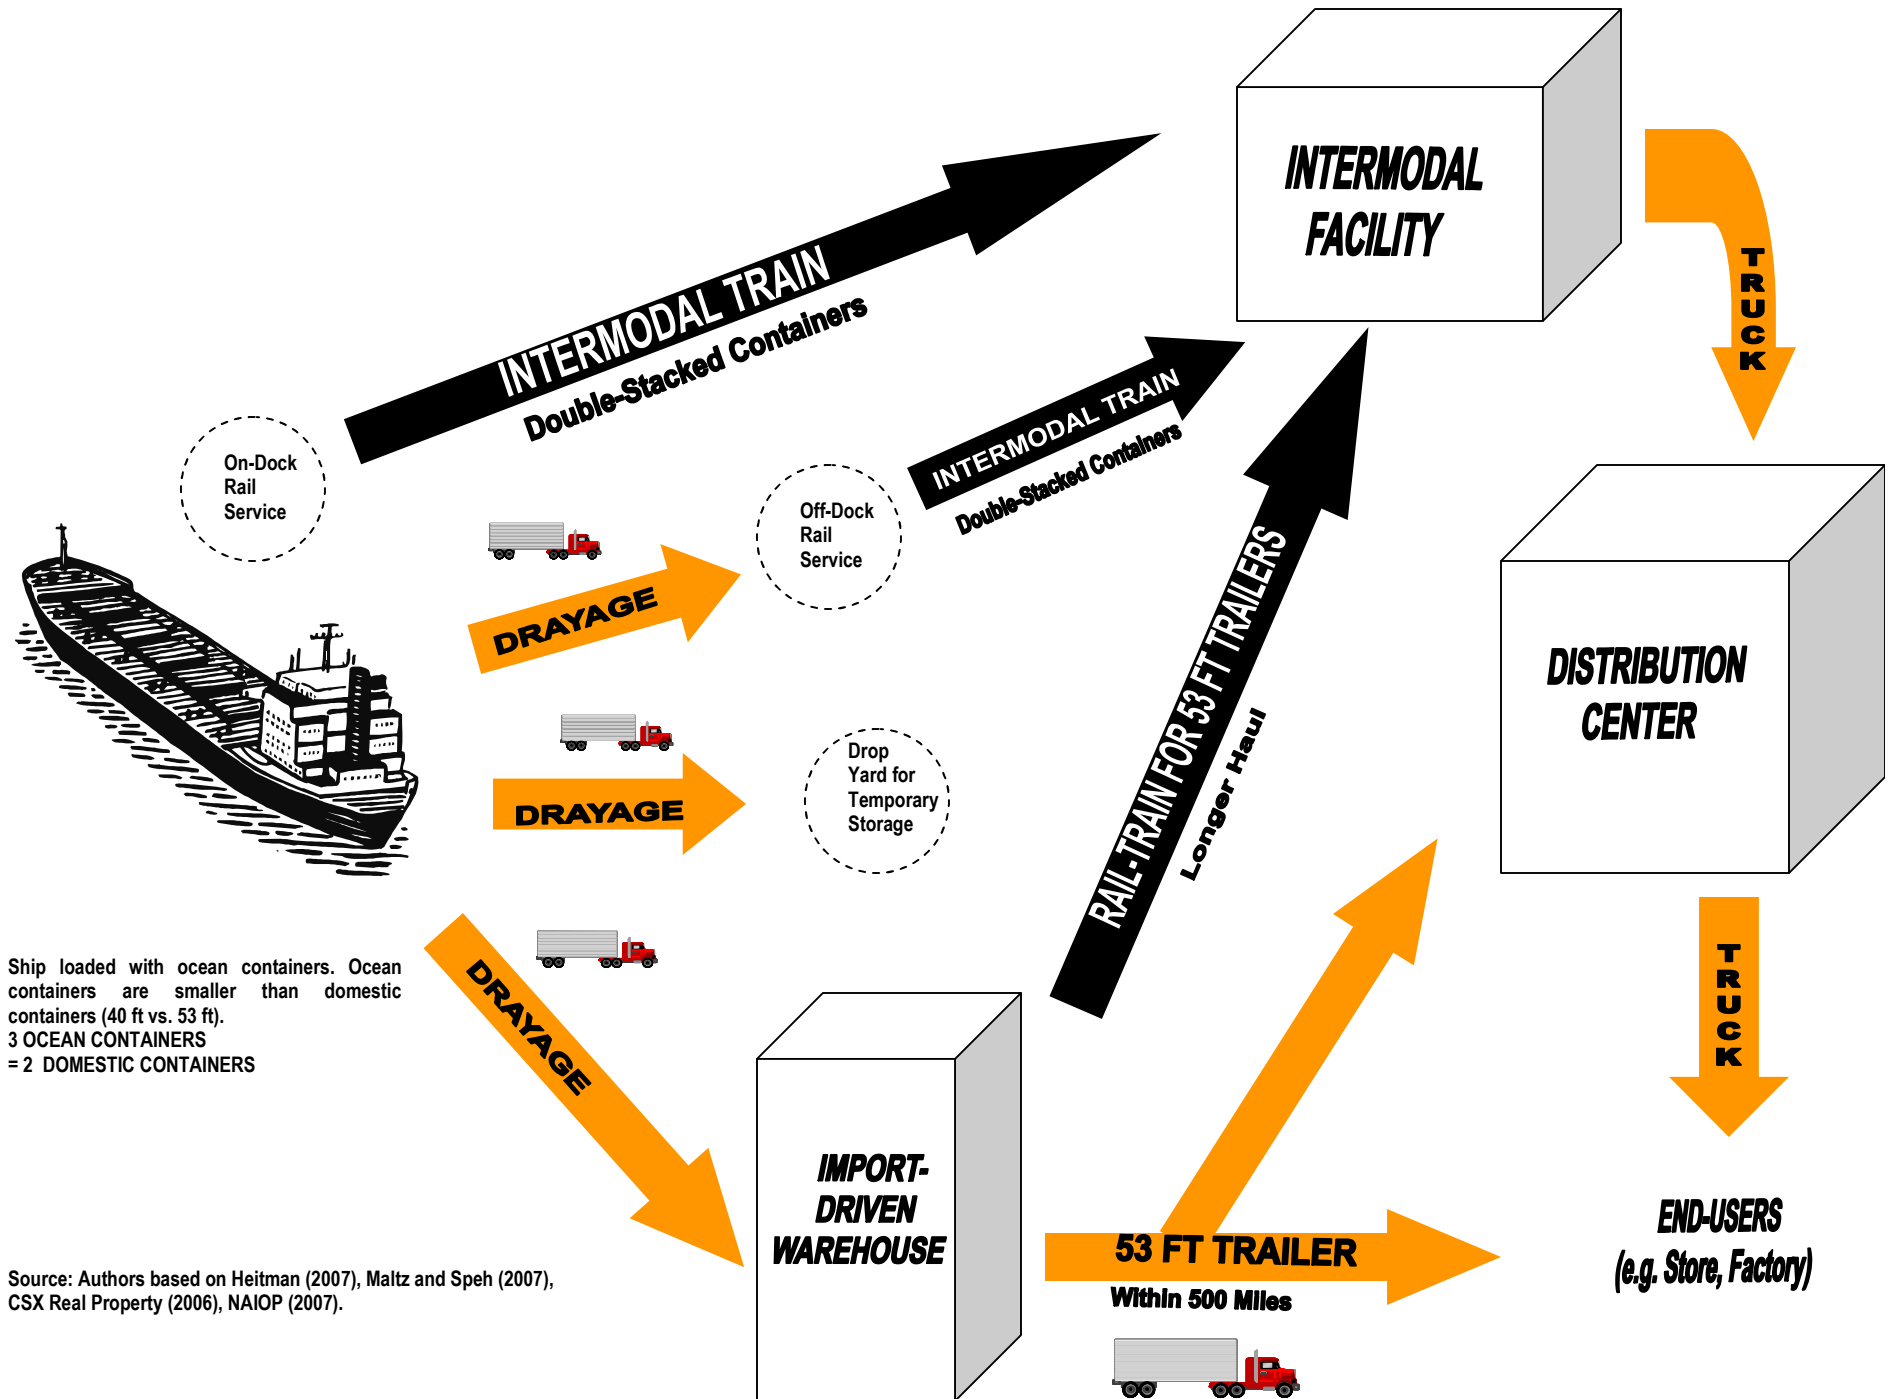 INTERMODAL
FACILITY
TRUCK
INTERMODAL TRAIN
Double-Stacked Containers
INTERMODAL TRAIN
Double-Stacked Containers
On-Dock
Rail
Service
Off-Dock
Rail
Service
DRAYAGE
RAIL-TRAIN FOR 53 FT TRAILERS
Longer Haul
DISTRIBUTION
CENTER
DRAYAGE
Drop
Yard for
Temporary
Storage
TRUCK
DRAYAGE
Ship loaded with ocean containers. Ocean
containers are smaller than domestic
containers (40 ft vs. 53 ft).
3 OCEAN CONTAINERS
= 2 DOMESTIC CONTAINERS
IMPORT-
DRIVEN
WAREHOUSE
53 FT TRAILER
Within 500 Miles
END-USERS
(e.g. Store, Factory)
Source: Authors based on Heitman (2007), Maltz and Speh (2007),
CSX Real Property (2006), NAIOP (2007).